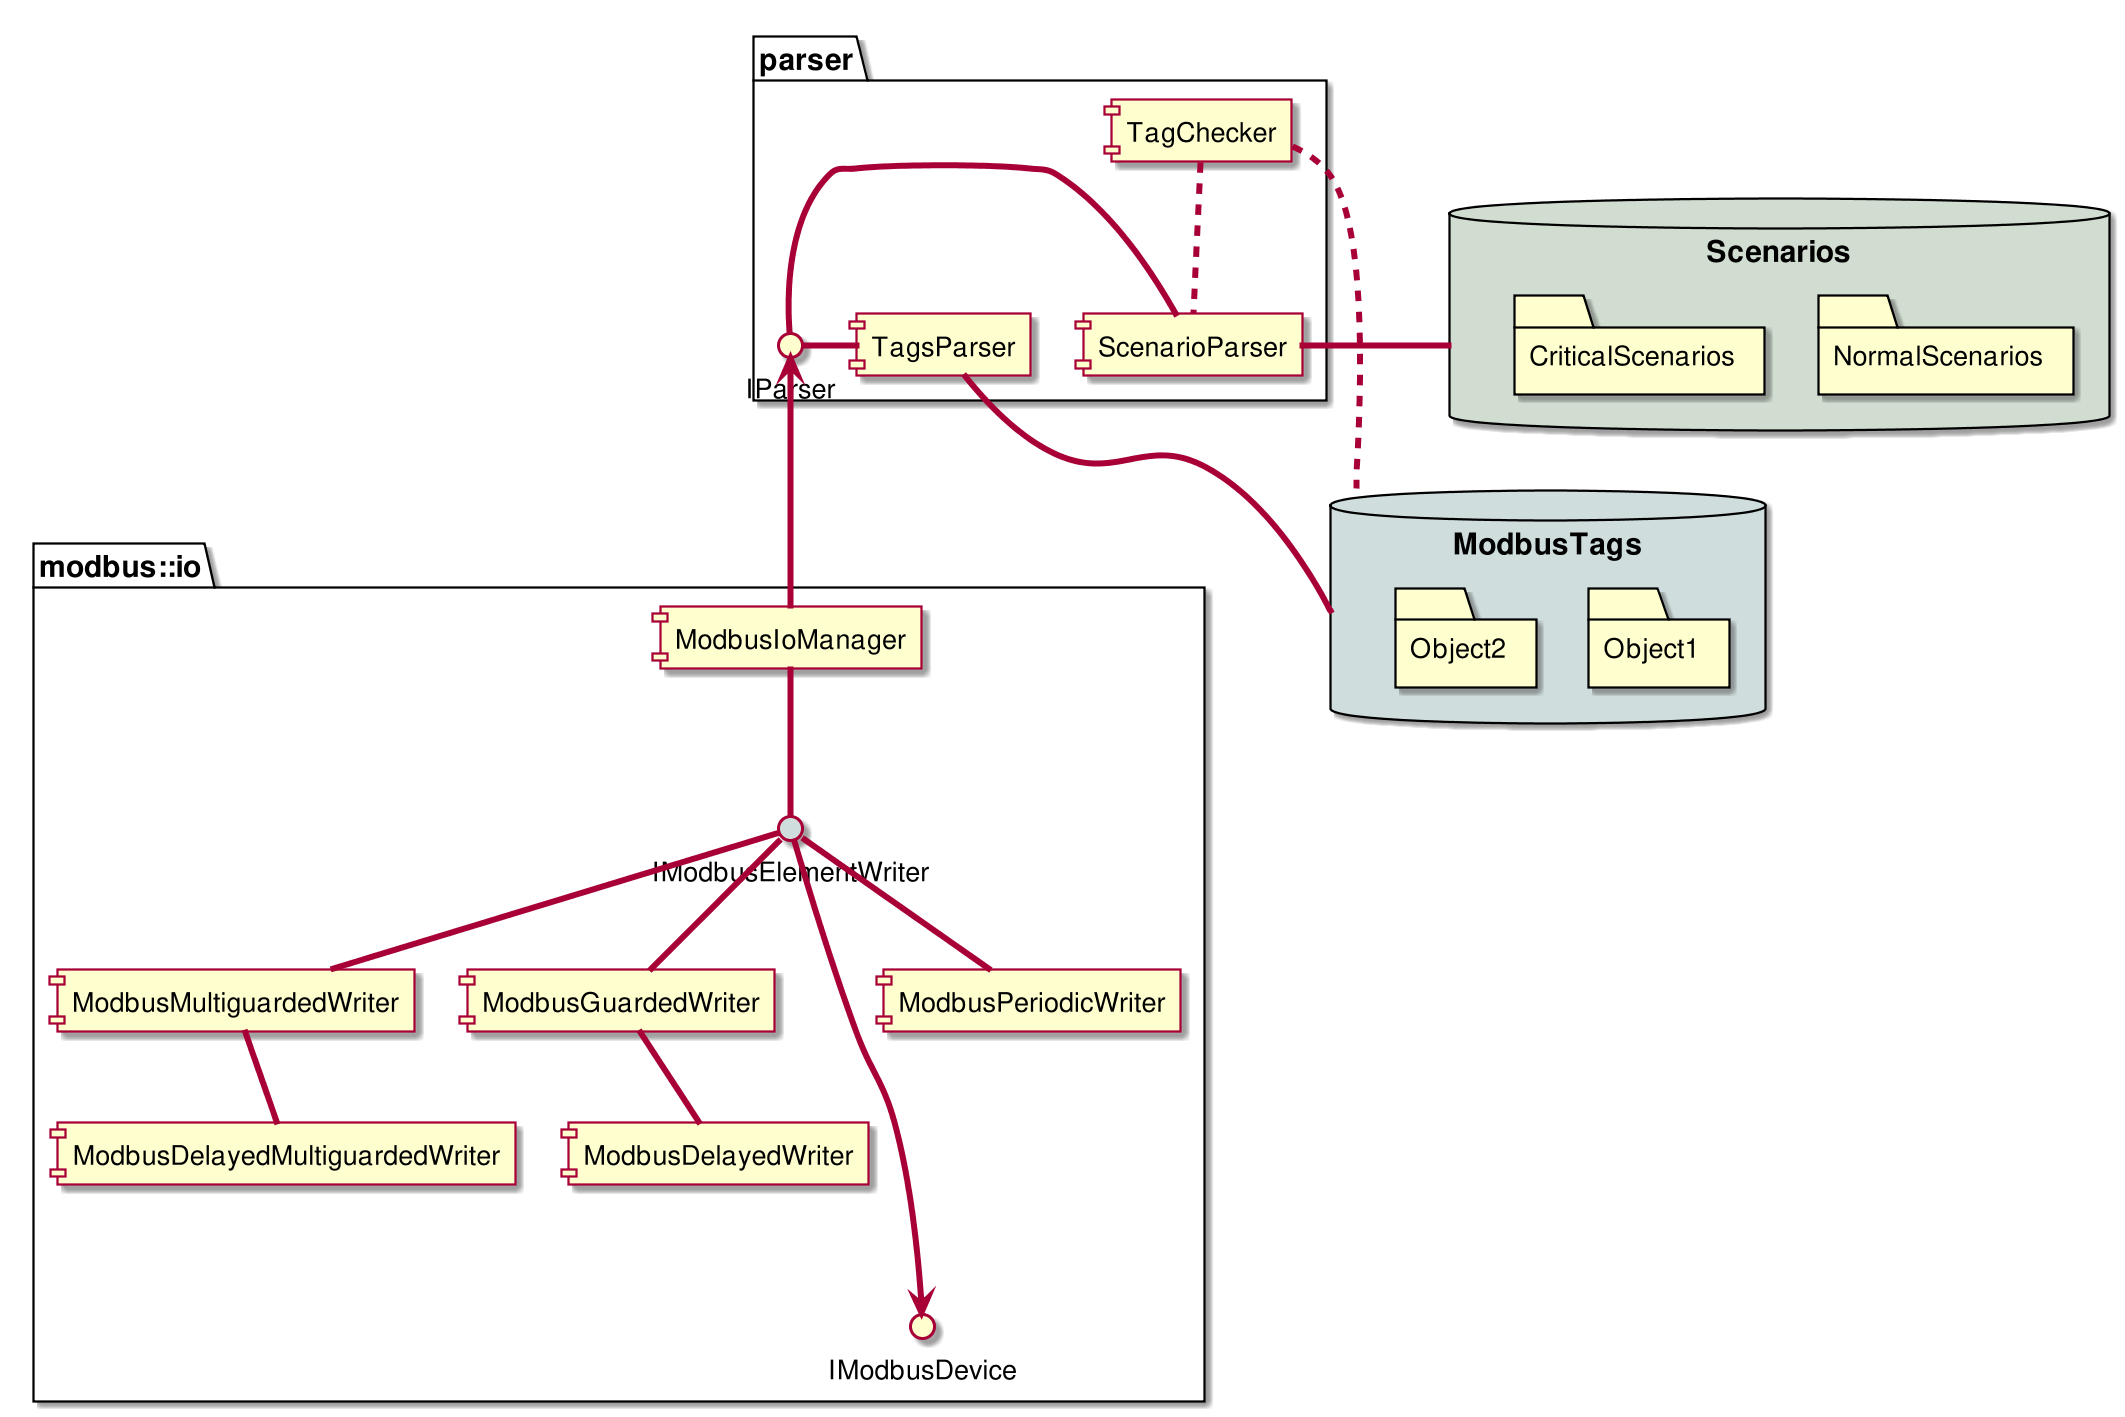 parser
TagChecker
Scenarios
TagsParser
ScenarioParser
CriticalScenarios
NormalScenarios
IParser
ModbusTags
modbus::io
ModbusIoManager
Object2
Object1
IModbusElementWriter
ModbusMultiguardedWriter
ModbusGuardedWriter
ModbusPeriodicWriter
ModbusDelayedMultiguardedWriter
ModbusDelayedWriter
IModbusDevice